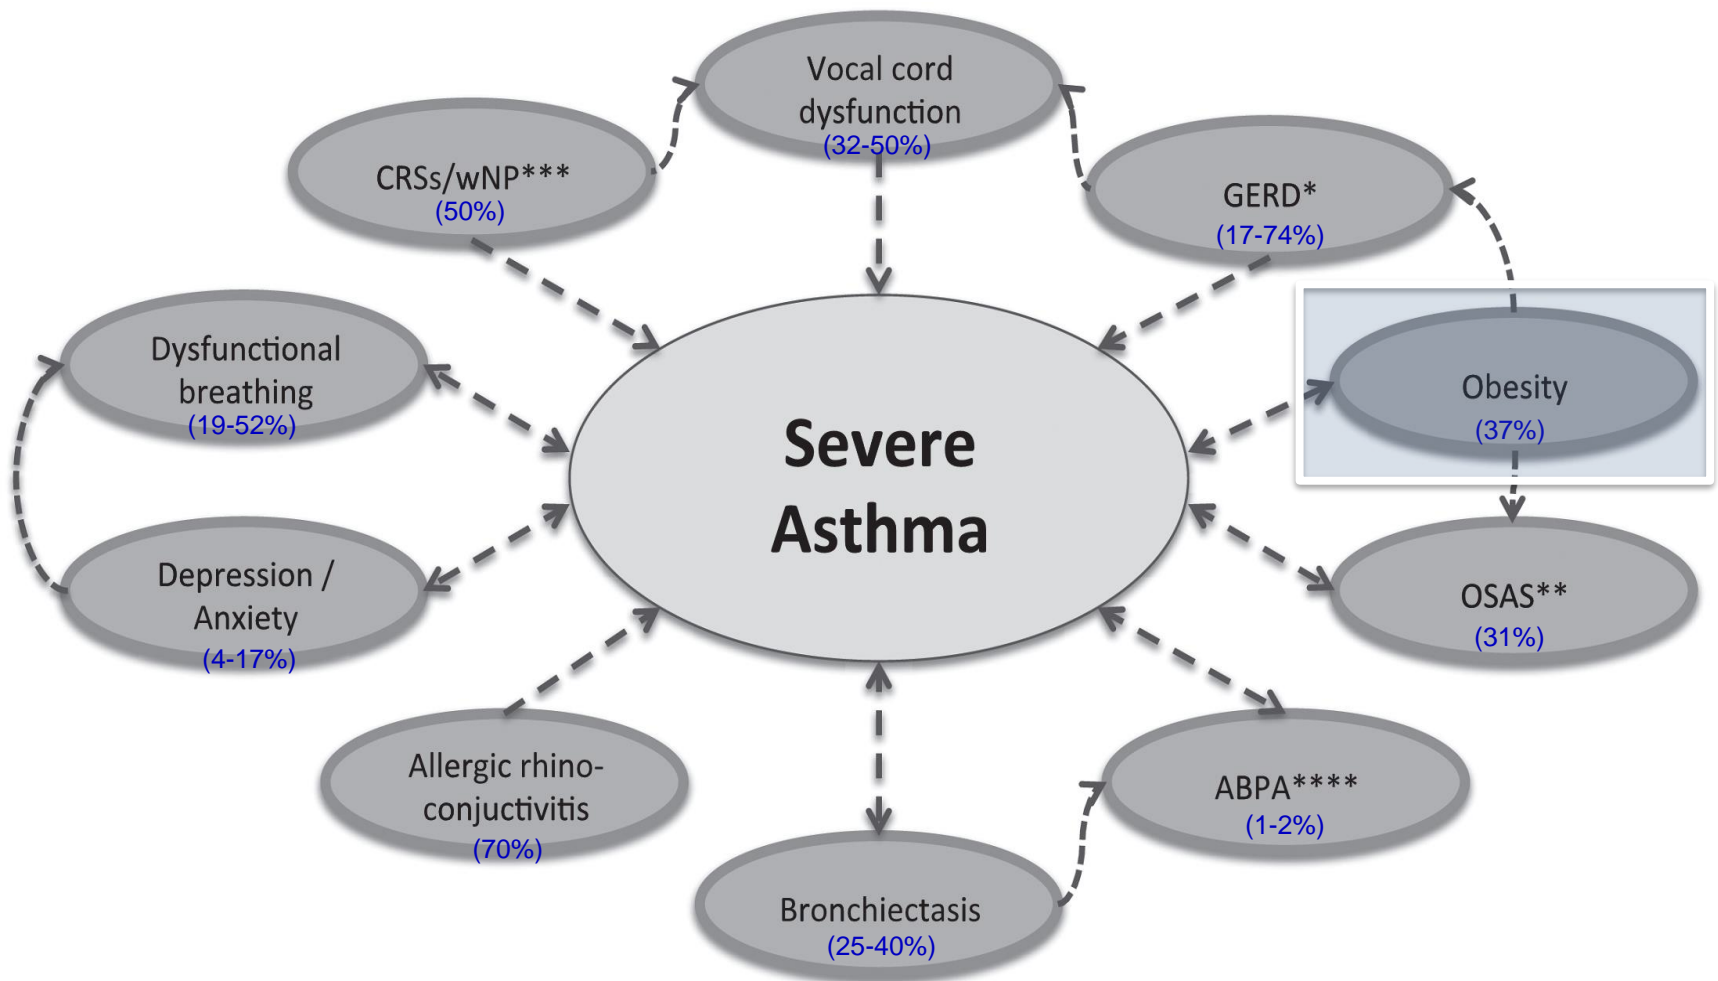 Vocal cord
dysfunction
(32-50%)
CRSs/wNP***
(50%)
GERD*
(17-74%)
Dysfunctional
breathing
(19-52%)
Obesity
(37%)
Severe
Asthma
Depression /
Anxiety
(4-17%)
OSAS**
(31%)
Allergic rhino-
conjuctivitis
(70%)
ABPA****
(1-2%)
Bronchiectasis
(25-40%)